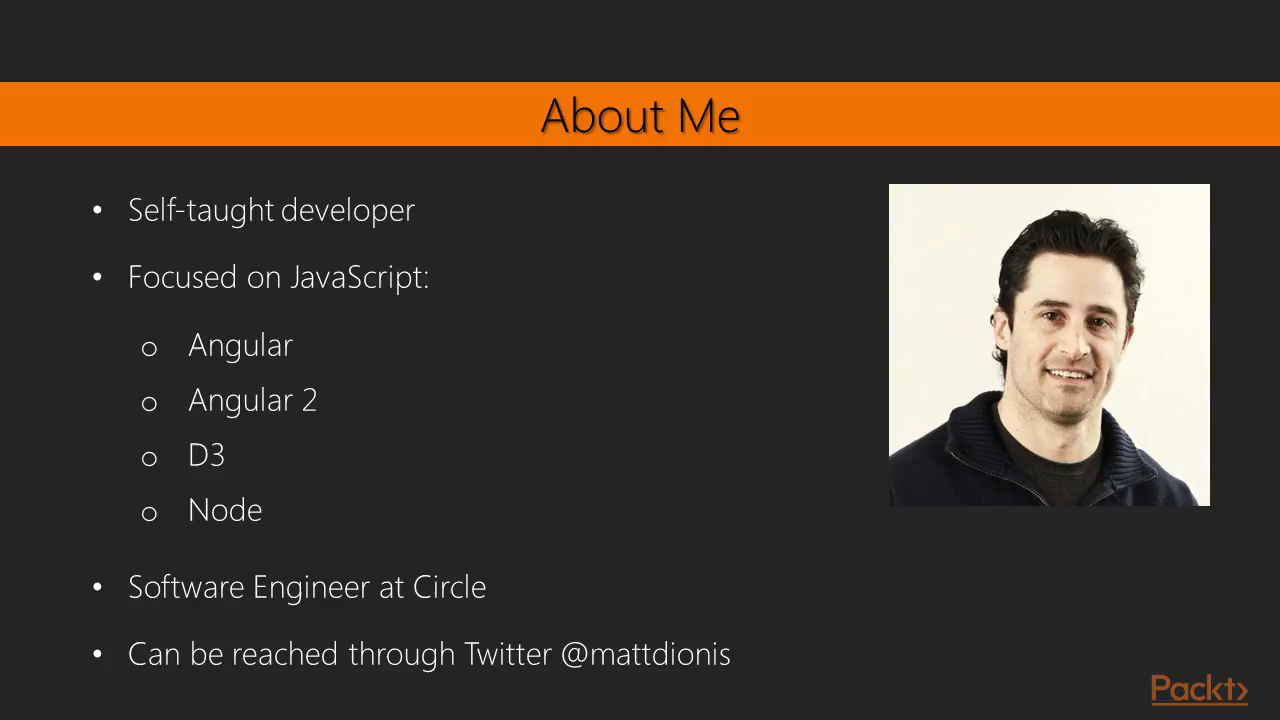 About Me
• Self-taught developer
• Focused on JavaScript:
o Angular
o Angular 2
o D3
o Node
• Software Engineer at Circle
• Can be reached through Twitter @mattdionis
Packt>